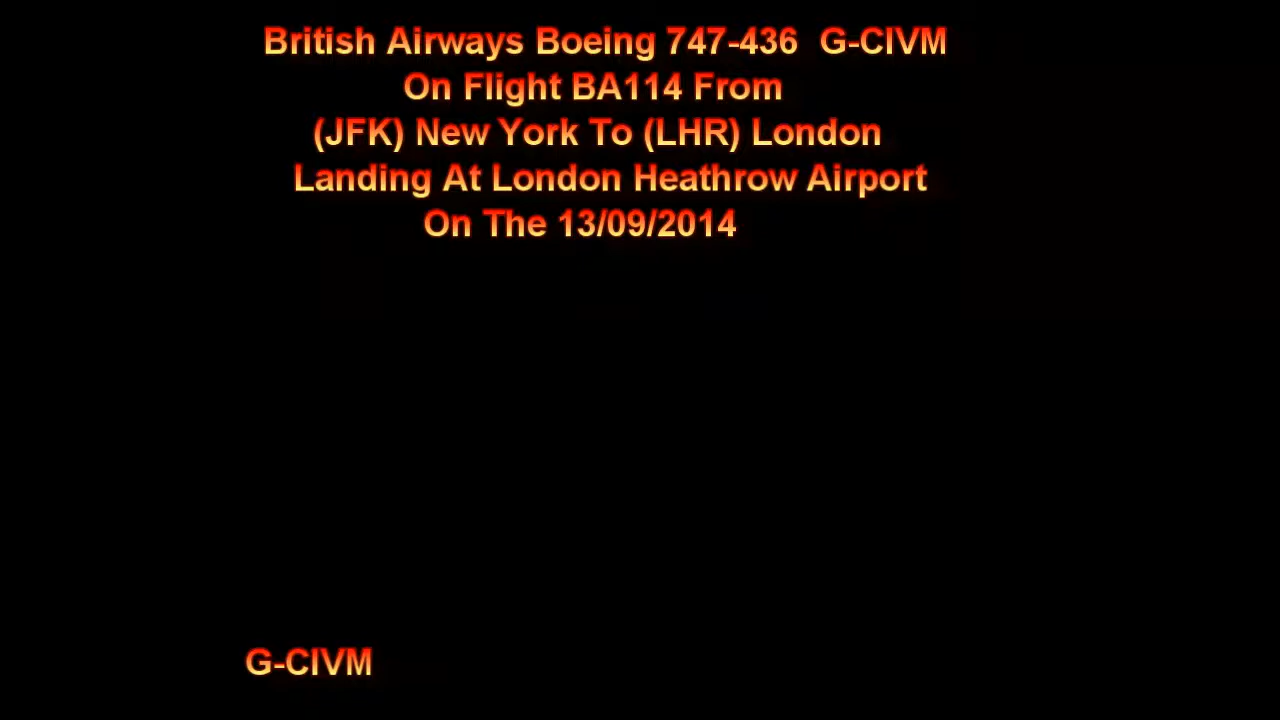 British Airways Boeing 747-436  G-CIVM
On Flight BA114 From
(JFK) New York To (LHR) London
Landing At London Heathrow Airport
On The 13/09/2014
G-CIVM